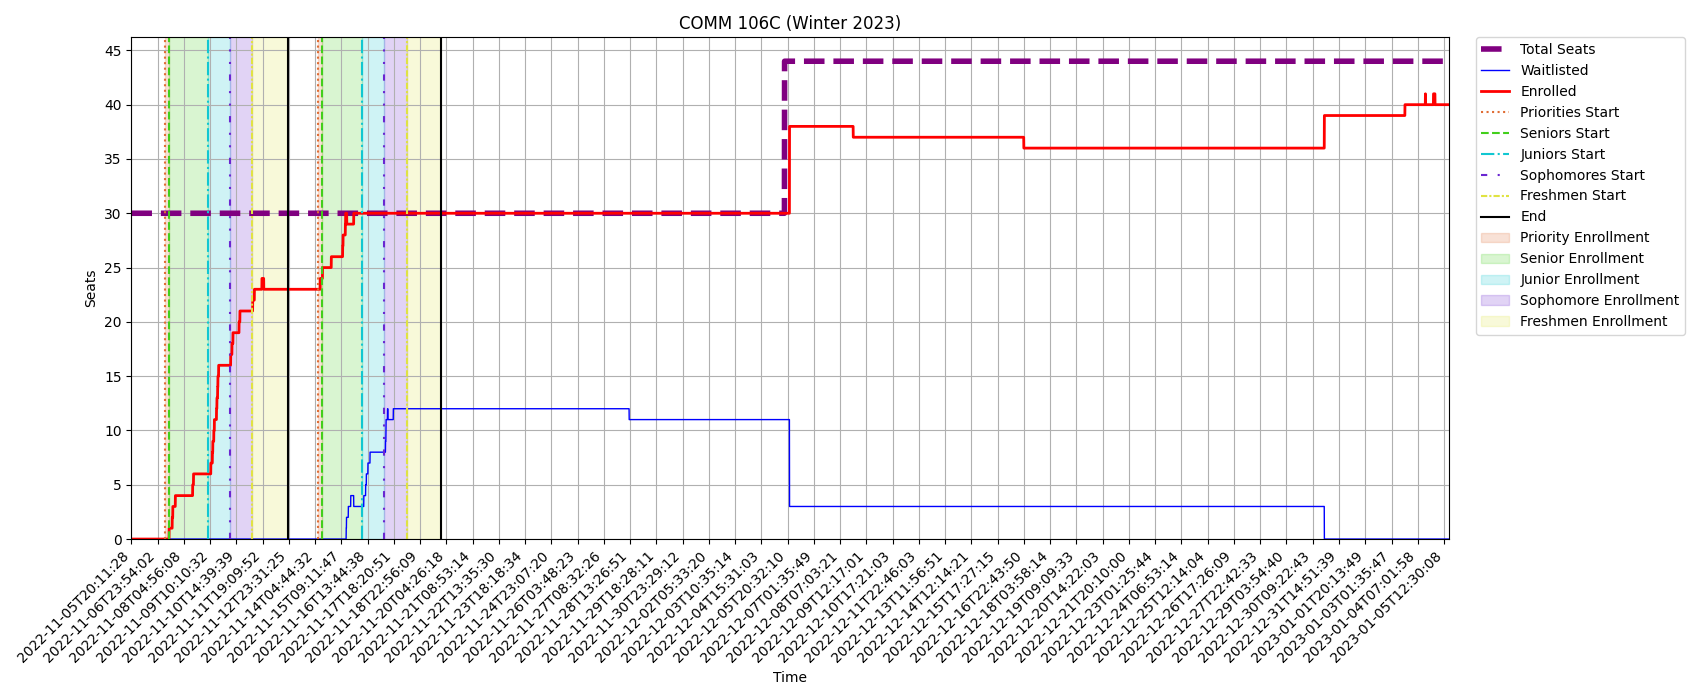 COMM 106C (Winter 2023)
Seats
45
40
35
30
25
20
15
10
5
0
2022-11-05T20:11:28
2022-11-06T23:54:02
2022-11-08T04:56:08
2022-11-09T10:10:32
2022-11-10T14:39:39
2022-11-11T19:09:52
2022-11-12T23:31:25
2022-11-14T04:44:32
2022-11-15T09:11:47
2022-11-16T13:44:38
2022-11-17T18:20:51
2022-11-18T22:56:09
2022-11-20T04:26:18
2022-11-21T08:53:14
2022-11-22T13:35:30
2022-11-23T18:18:34
2022-11-24T23:07:20
2022-11-26T03:48:23
2022-11-27T08:32:26
2022-11-28T13:26:51
2022-11-29T18:28:11
2022-11-30T23:29:12
2022-12-02T05:33:20
2022-12-03T10:35:14
2022-12-04T15:31:03
2022-12-05T20:32:10
2022-12-07T01:35:49
2022-12-08T07:03:21
2022-12-09T12:17:01
2022-12-10T17:21:03
2022-12-11T22:46:03
2022-12-13T11:56:51
2022-12-14T12:14:21
2022-12-15T17:27:15
2022-12-16T22:43:50
2022-12-18T03:58:14
2022-12-19T09:09:33
2022-12-20T14:22:03
2022-12-21T20:10:00
2022-12-23T01:25:44
2022-12-24T06:53:14
2022-12-25T12:14:04
2022-12-26T17:26:09
2022-12-27T22:42:33
2022-12-29T03:54:40
2022-12-30T09:22:43
2022-12-31T14:51:39
2023-01-01T20:13:49
2023-01-03T01:35:47
2023-01-04T07:01:58
2023-01-05T12:30:08
Time
Total Seats
Waitlisted
Enrolled
Priorities Start
Seniors Start
Juniors Start
Sophomores Start
Freshmen Start
End
Priority Enrollment
Senior Enrollment
Junior Enrollment
Sophomore Enrollment
Freshmen Enrollment